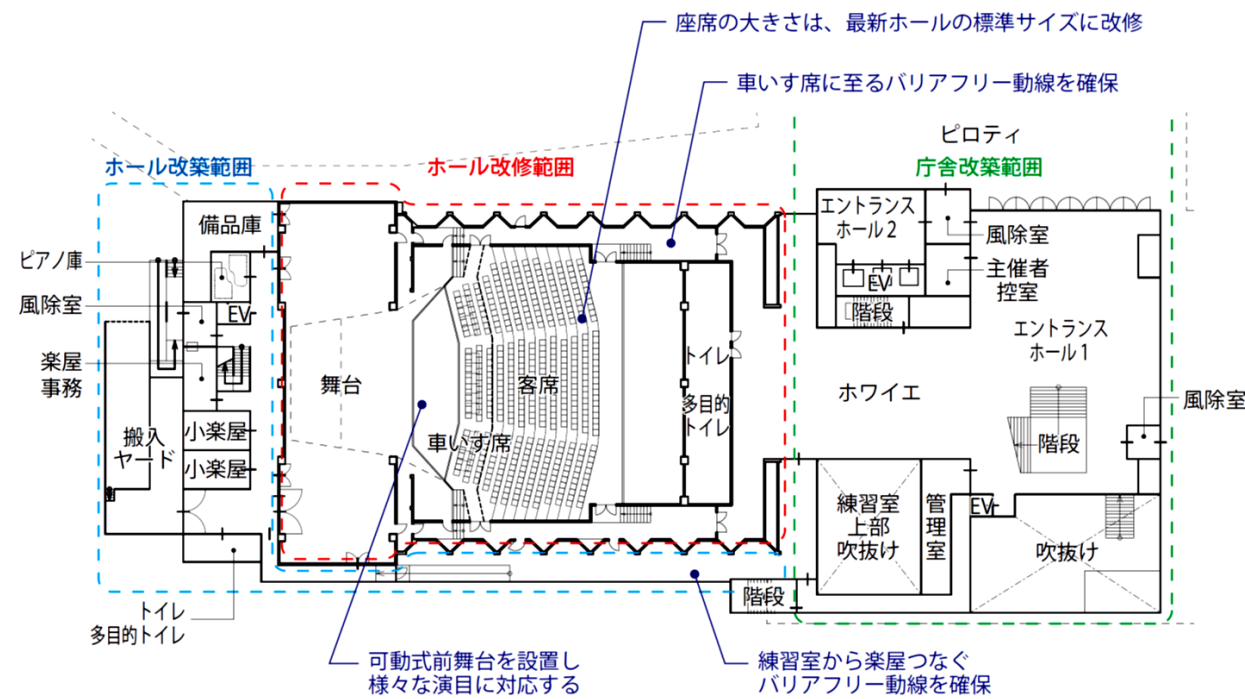 座席の大きさは、最新ホールの標準サイズに改修
車いす席に至るバリアフリー動線を確保
ピロティ
ホール改築範囲
ホール改修範囲
庁舎改築範囲
備品庫
エントランス
ホール2
風除室
ピアノ庫
EV
主催者
控室
風除室
EV
階段
エントランス
ホール1
楽屋
事務
舞台
客席
トイレ
ホワイエ
多目的
トイレ
風除室
搬入
ヤード
小楽屋
車いす席
階段
小楽屋
練習室
上部
吹抜け
管理室
EV
吹抜け
階段
トイレ
多目的トイレ
可動式前舞台を設置し
様々な演目に対応する
練習室から楽屋つなぐ
バリアフリー動線を確保